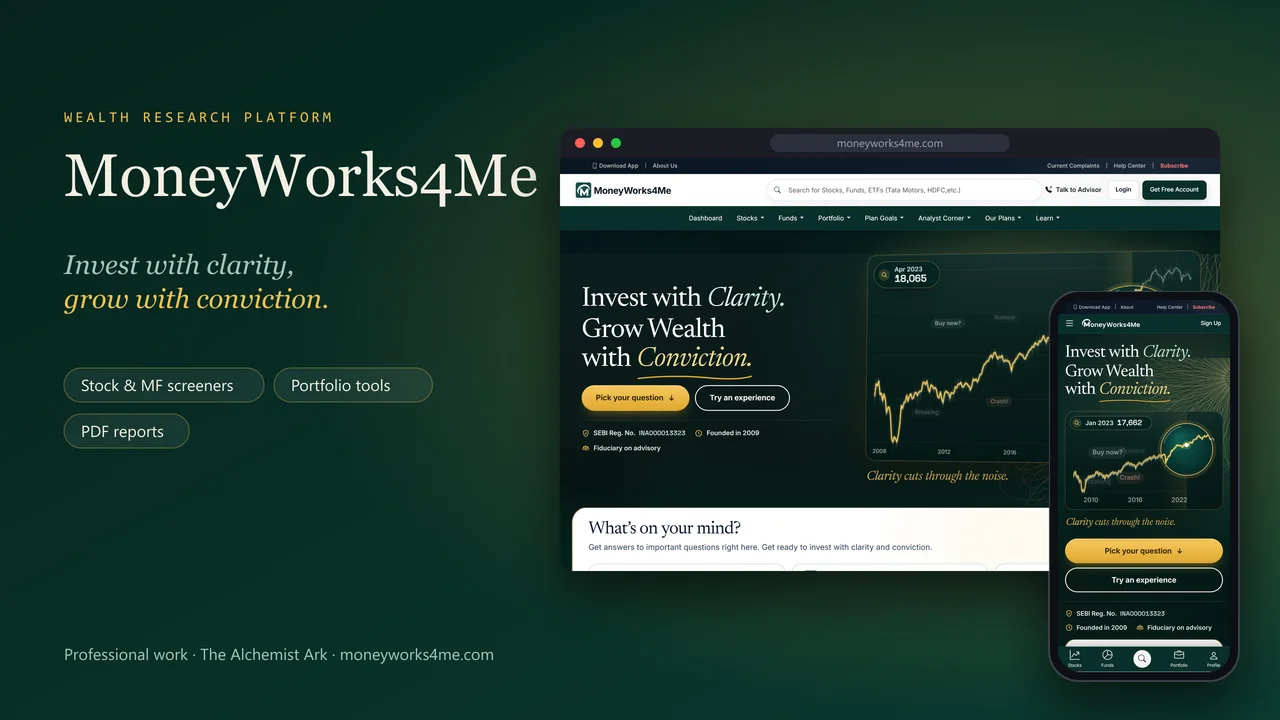 WEALTH RESEARCH PLATFORM
MoneyWorks4Me
Invest with clarity,
grow with conviction.
Stock & MF screeners
Portfolio tools
PDF reports
Professional work · The Alchemist Ark · moneyworks4me.com
moneyworks4me.com
Download App | About Us
Current Complaints | Help Center | Subscribe
MoneyWorks4Me
Search for Stocks, Funds, ETFs (Tata Motors, HDFC,etc.)
Talk to Advisor
Login
Get Free Account
Dashboard Stocks Funds Portfolio Plan Goals Analyst Corner Our Plans Learn
Invest with Clarity.
Grow Wealth
with Conviction.
Pick your question ↓
Try an experience
SEBI Reg. No. INA000013323
Founded in 2009
Fiduciary on advisory
Apr 2023
18,065
Buy now?
Rumour
Breaking
Crash!
2008 2012 2016
Clarity cuts through the noise.
What's on your mind?
Get answers to important questions right here. Get ready to invest with clarity and conviction.
Download App | About
Help Center | Subscribe
MoneyWorks4Me
Sign Up
Invest with Clarity.
Grow Wealth
with Conviction.
Jan 2023 17,662
Buy now?
Crash!
2010 2016 2022
Clarity cuts through the noise.
Pick your question ↓
Try an experience
SEBI Reg. No. INA000013323
Founded in 2009
Fiduciary on advisory
Stocks Funds Portfolio Profile